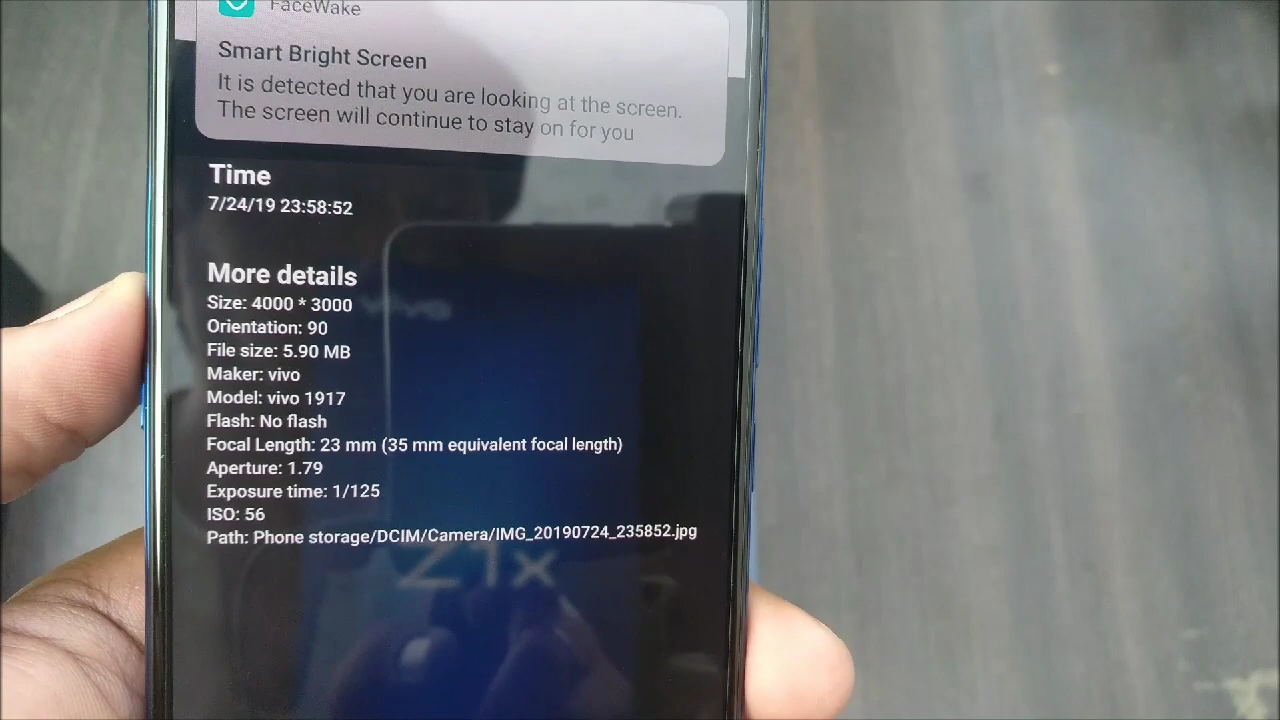 FaceWake
Smart Bright Screen
It is detected that you are looking at the screen.
The screen will continue to stay on for you
Time
7/24/19 23:58:52
More details
Size: 4000 * 3000
vivo
Orientation: 90
File size: 5.90 MB
Maker: vivo
Model: vivo 1917
Flash: No flash
Focal Length: 23 mm (35 mm equivalent focal length)
Aperture: 1.79
Exposure time: 1/125
ISO: 56
Path: Phone storage/DCIM/Camera/IMG_20190724_235852.jpg
Z1x